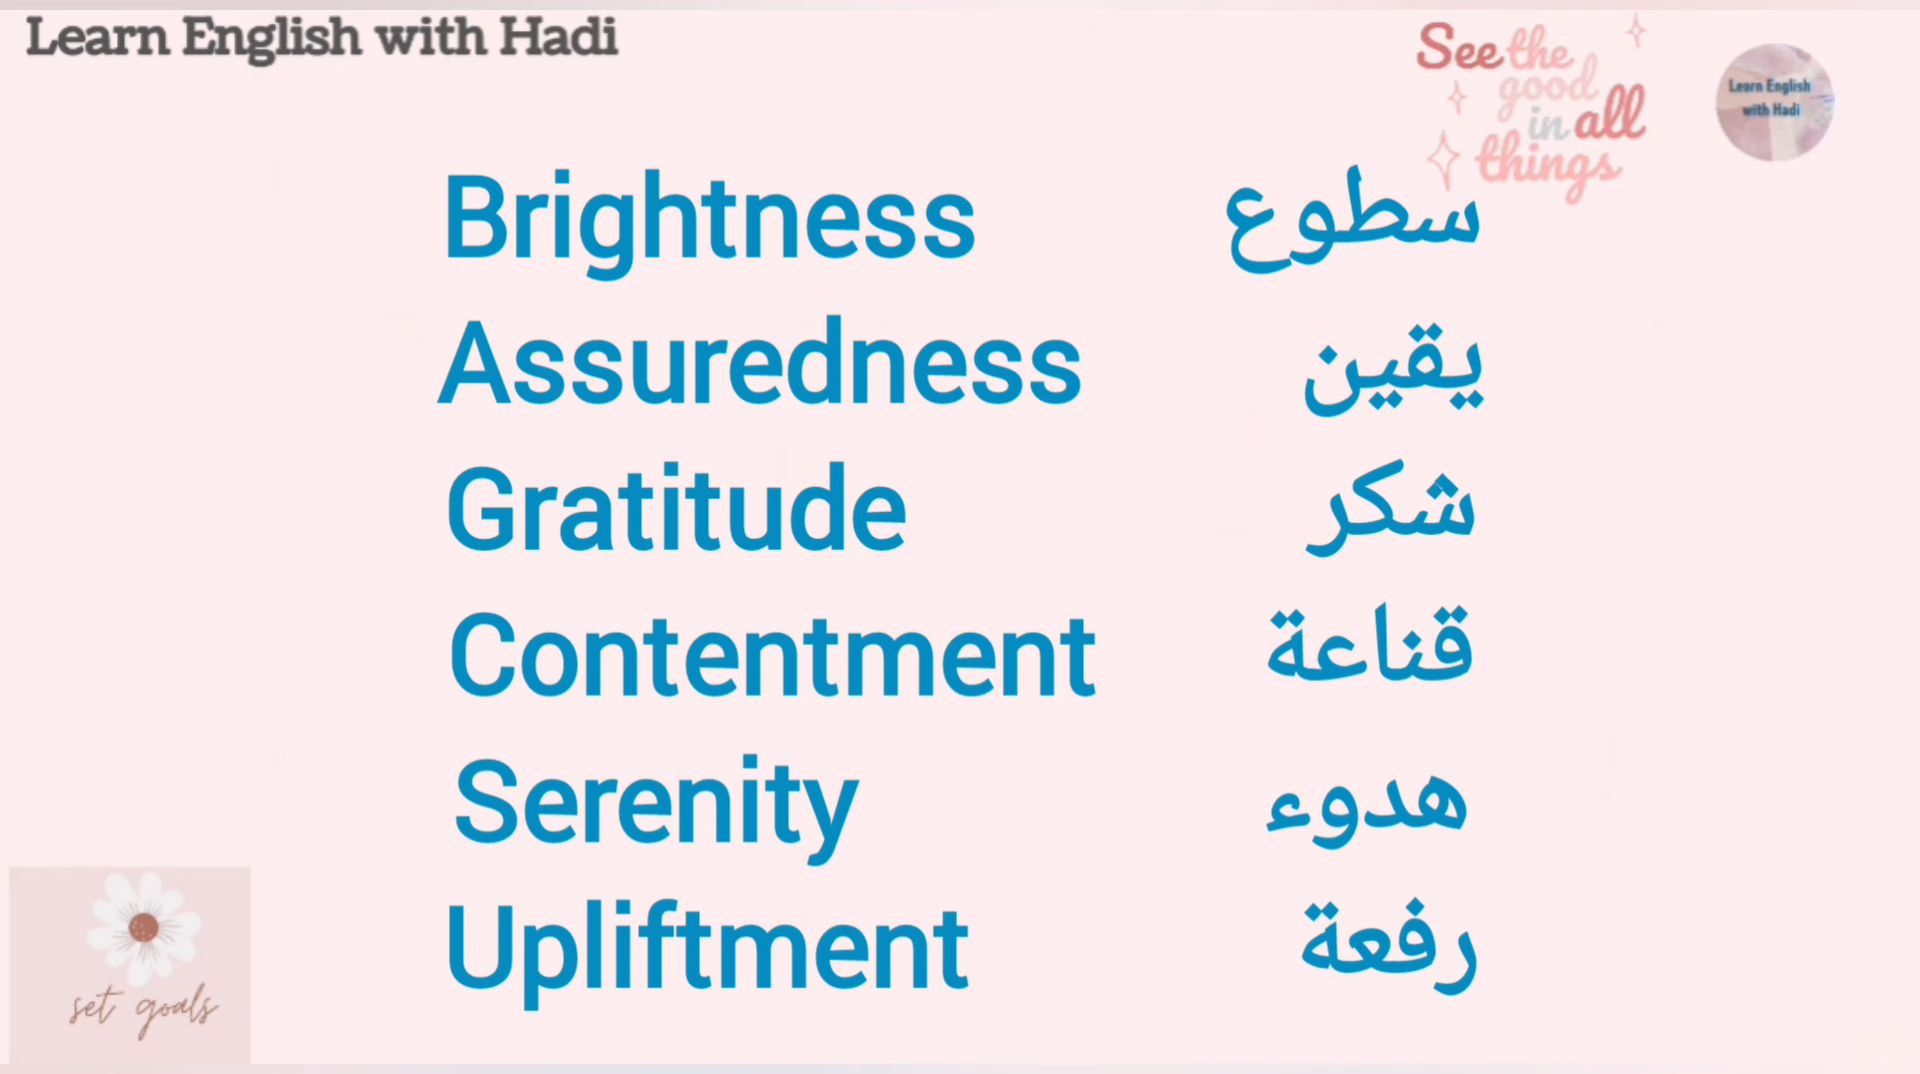 Learn English with Hadi
See the
good
in all
things
Learn English
with Hadi
Brightness سطوع
Assuredness يقين
Gratitude شكر
Contentment قناعة
Serenity هدوء
Upliftment رفعة
set goals